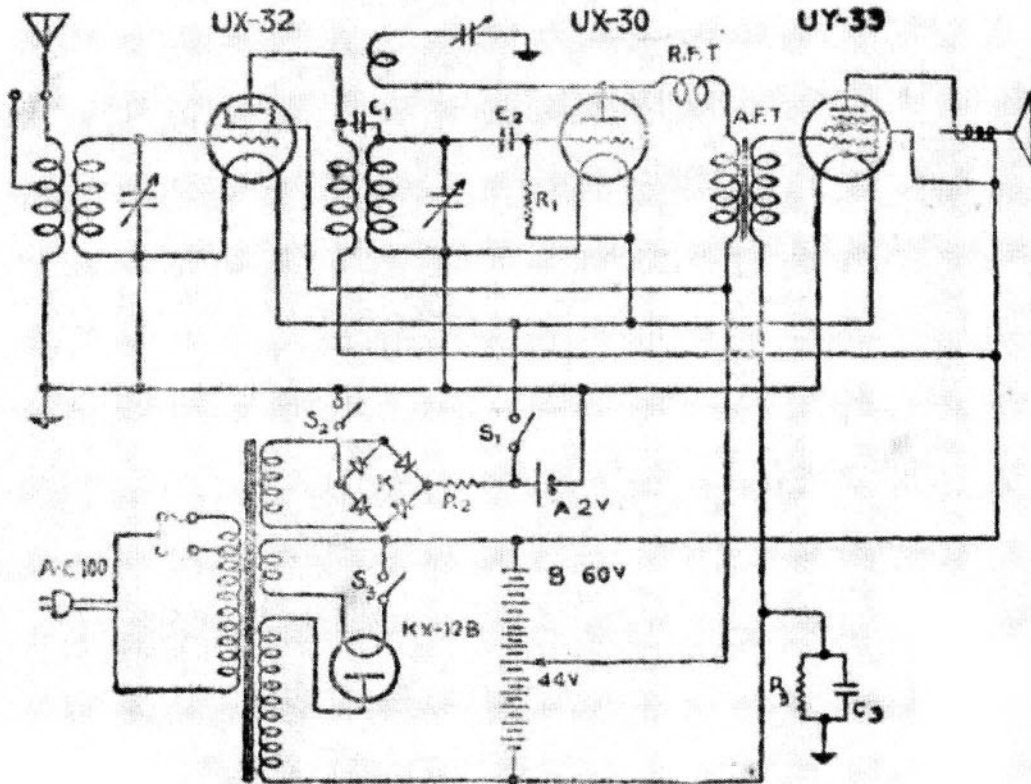 UX-32
UX-30
UY-33
R.F.T
A.F.T
C₁
C₂
R₁
S₂
S₁
K
R₂
A 2V
A·C 100
S₃
B 60V
KX-12B
44V
R₃
C3